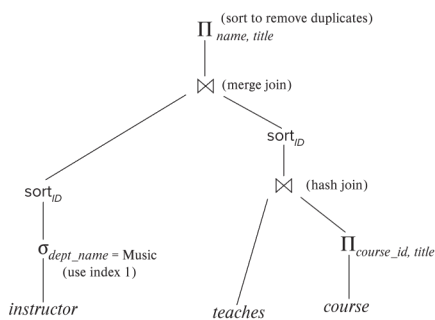 (sort to remove duplicates)
Π name, title
⋈ (merge join)
sort ID
⋈ (hash join)
sort ID
σ dept_name = Music
(use index 1)
Π course_id, title
instructor
teaches
course